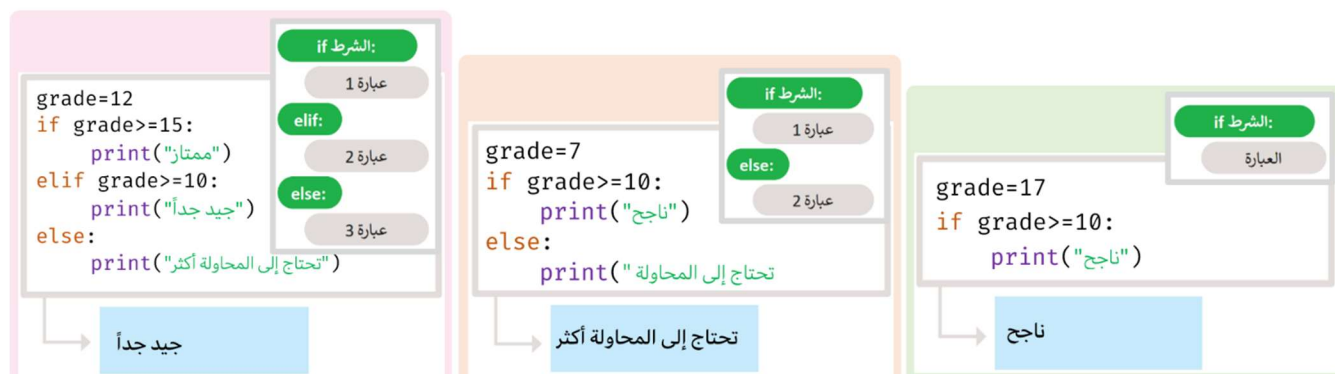 if الشرط:
العبارة
grade=17
if grade>=10:
print("ناجح")
ناجح
if الشرط:
عبارة 1
else:
عبارة 2
grade=7
if grade>=10:
print("ناجح")
else:
print("تحتاج إلى المحاولة
تحتاج إلى المحاولة أكثر
if الشرط:
عبارة 1
elif:
عبارة 2
else:
عبارة 3
grade=12
if grade>=15:
print("ممتاز")
elif grade>=10:
print("جيد جداً")
else:
print("تحتاج إلى المحاولة أكثر")
جيد جداً